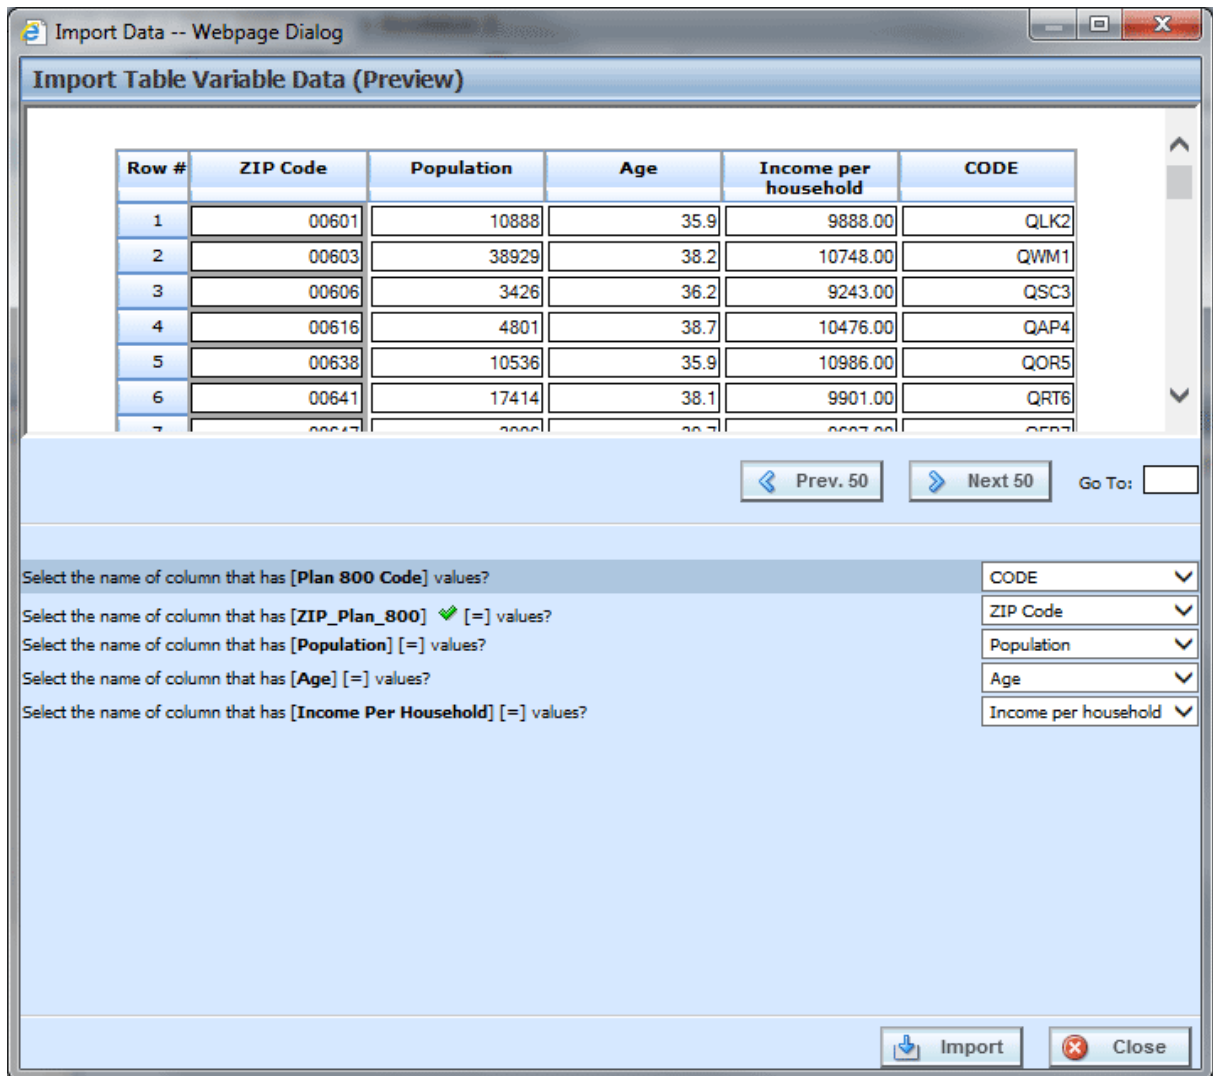 Import Data -- Webpage Dialog
Import Table Variable Data (Preview)
Row # ZIP Code Population Age Income per household CODE
1 00601 10888 35.9 9888.00 QLK2
2 00603 38929 38.2 10748.00 QWM1
3 00606 3426 36.2 9243.00 QSC3
4 00616 4801 38.7 10476.00 QAP4
5 00638 10536 35.9 10986.00 QOR5
6 00641 17414 38.1 9901.00 QRT6
Prev. 50 Next 50 Go To:
Select the name of column that has [Plan 800 Code] values? CODE
Select the name of column that has [ZIP_Plan_800] [=] values? ZIP Code
Select the name of column that has [Population] [=] values? Population
Select the name of column that has [Age] [=] values? Age
Select the name of column that has [Income Per Household] [=] values? Income per household
Import Close